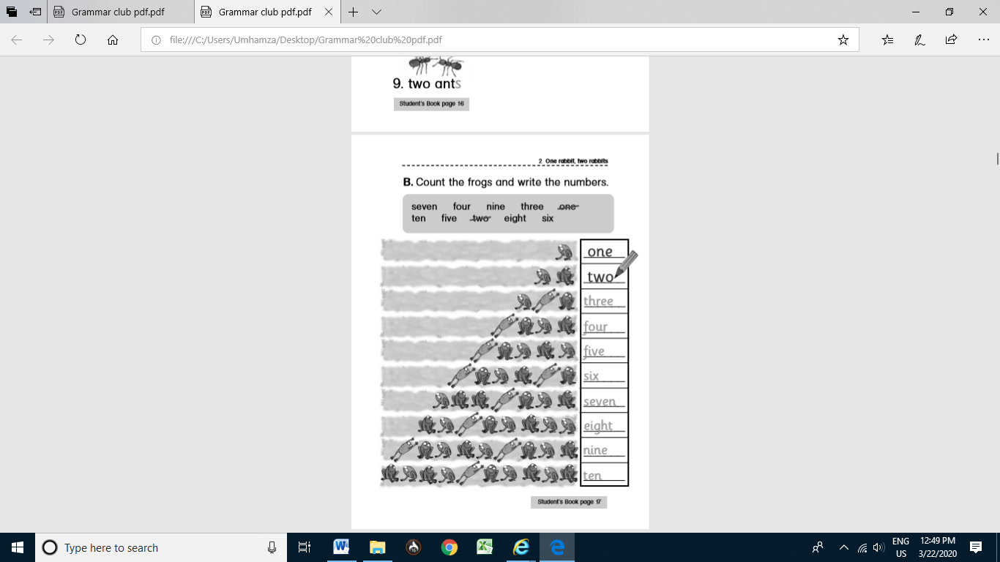 Grammar club pdf.pdf
Grammar club pdf.pdf
file:///C:/Users/Umhamza/Desktop/Grammar%20club%20pdf.pdf
9. two ants
Student's Book page 16
2 One rabbit, two rabbits
B. Count the frogs and write the numbers.
seven four nine three one
ten five two eight six
one
two
three
four
five
six
seven
eight
nine
ten
Student's Book page 17
Type here to search
ENG
US
12:49 PM
3/22/2020